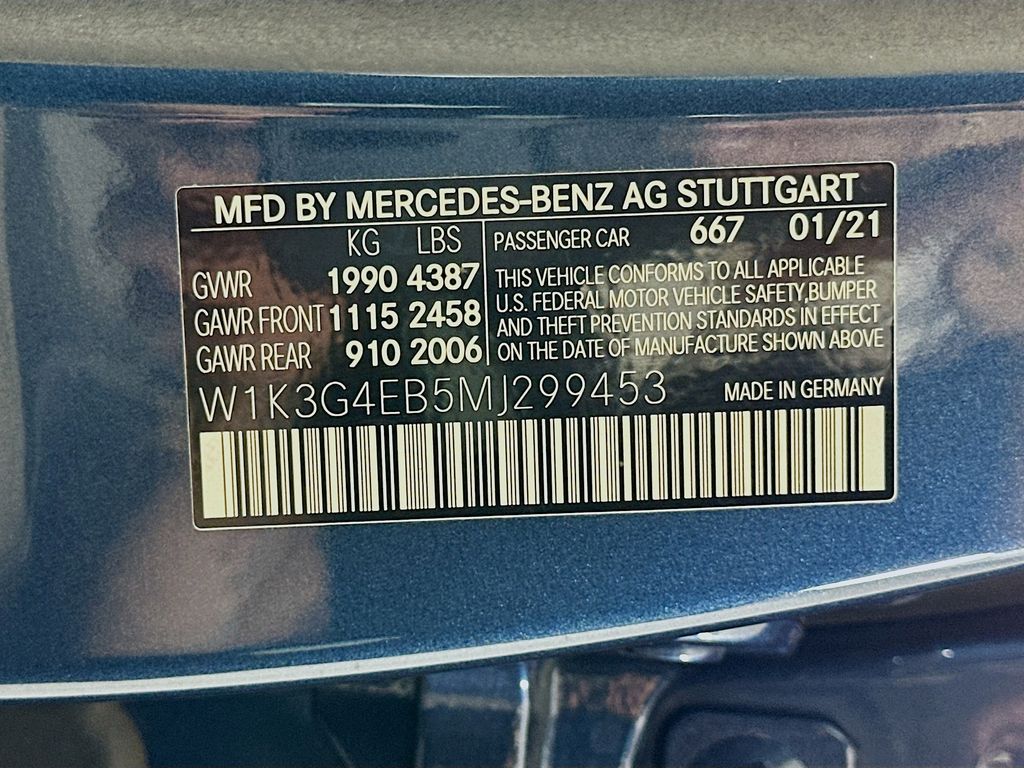 MFD BY MERCEDES-BENZ AG STUTTGART
KG LBS
GVWR 1990 4387
GAWR FRONT 1115 2458
GAWR REAR 910 2006
PASSENGER CAR 667 01/21
THIS VEHICLE CONFORMS TO ALL APPLICABLE
U.S. FEDERAL MOTOR VEHICLE SAFETY,BUMPER
AND THEFT PREVENTION STANDARDS IN EFFECT
ON THE DATE OF MANUFACTURE SHOWN ABOVE
W1K3G4EB5MJ299453
MADE IN GERMANY